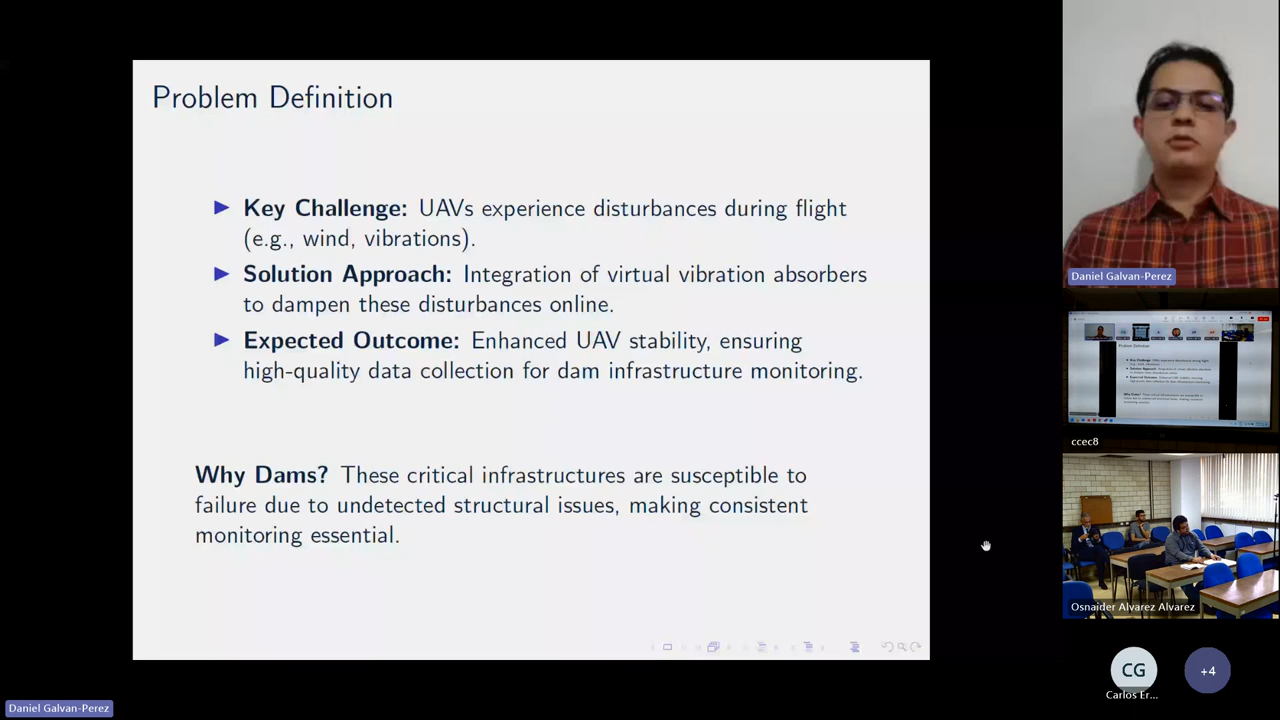 Problem Definition
Key Challenge: UAVs experience disturbances during flight
(e.g., wind, vibrations).
Solution Approach: Integration of virtual vibration absorbers
to dampen these disturbances online.
Expected Outcome: Enhanced UAV stability, ensuring
high-quality data collection for dam infrastructure monitoring.
Why Dams? These critical infrastructures are susceptible to
failure due to undetected structural issues, making consistent
monitoring essential.
Daniel Galvan-Perez
Daniel Galvan-Perez
Problem Definition
ccec8
Osnaider Alvarez Alvarez
CG
Carlos Er...
+4